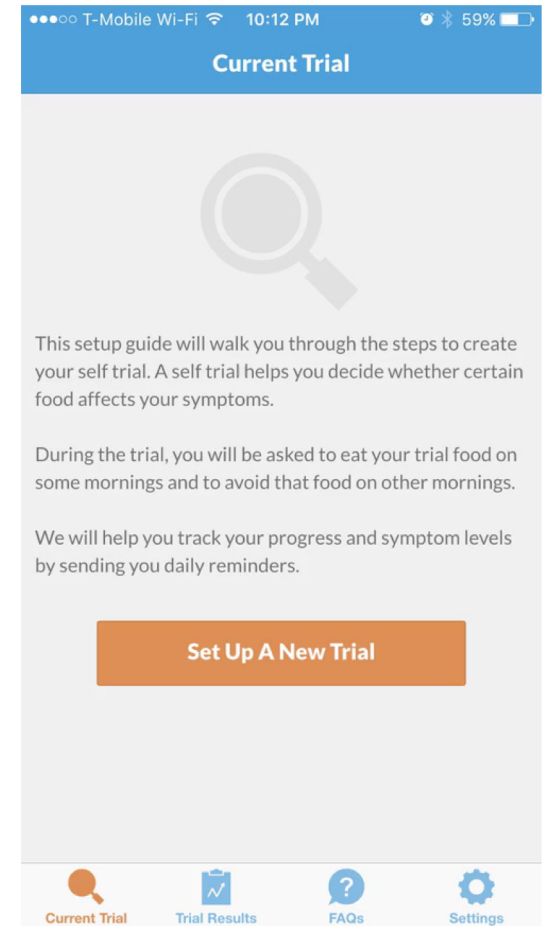 T-Mobile Wi-Fi 10:12 PM 59%
Current Trial
This setup guide will walk you through the steps to create
your self trial. A self trial helps you decide whether certain
food affects your symptoms.
During the trial, you will be asked to eat your trial food on
some mornings and to avoid that food on other mornings.
We will help you track your progress and symptom levels
by sending you daily reminders.
Set Up A New Trial
?
Current Trial Trial Results FAQs Settings